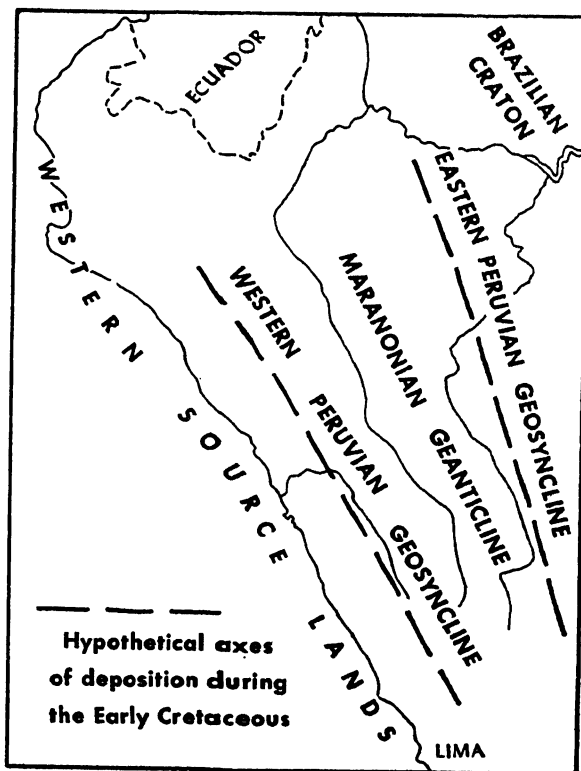 ECUADOR
BRAZILIAN
CRATON
WESTERN SOURCE LANDS
WESTERN PERUVIAN GEOSYNCLINE
MARANONIAN GEANTICLINE
EASTERN PERUVIAN GEOSYNCLINE
Hypothetical axes
of deposition during
the Early Cretaceous
LIMA